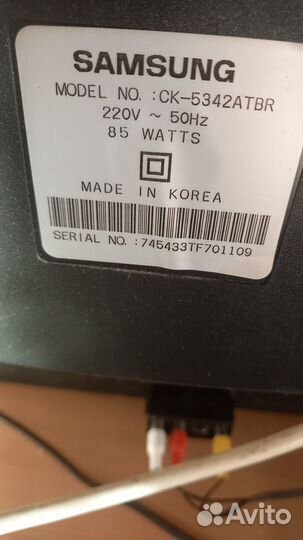 SAMSUNG
MODEL NO. :CK-5342ATBR
220V ~ 50Hz
85 WATTS
MADE IN KOREA
SERIAL NO. :745433TF701109
Avito